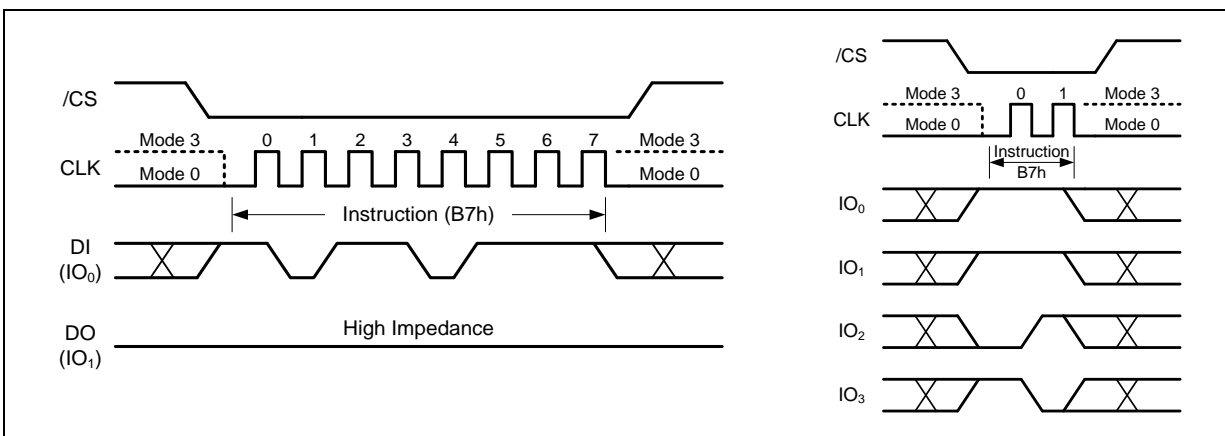 /CS
Mode 3 0 1 2 3 4 5 6 7 Mode 3
CLK
Mode 0 Mode 0
Instruction (B7h)
DI
(IO₀)
High Impedance
DO
(IO₁)
/CS
Mode 3 0 1 Mode 3
CLK
Mode 0 Mode 0
Instruction
B7h
IO₀
IO₁
IO₂
IO₃